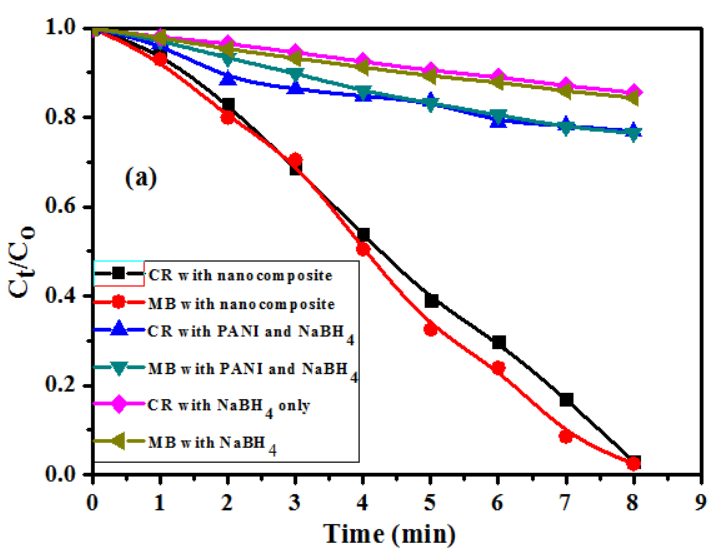 1.0
0.8
(a)
0.6
Ct/Co
0.4
CR with nanocomposite
MB with nanocomposite
CR with PANI and NaBH4
MB with PANI and NaBH4
CR with NaBH4 only
MB with NaBH4
0.2
0.0
0 1 2 3 4 5 6 7 8 9
Time (min)